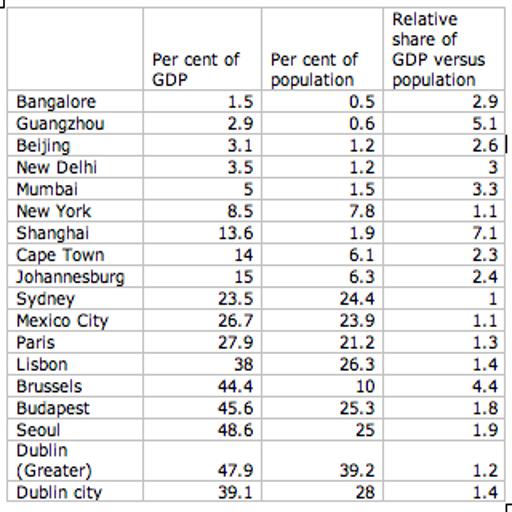 Per cent of GDP Per cent of population Relative share of GDP versus population
Bangalore 1.5 0.5 2.9
Guangzhou 2.9 0.6 5.1
Beijing 3.1 1.2 2.6
New Delhi 3.5 1.2 3
Mumbai 5 1.5 3.3
New York 8.5 7.8 1.1
Shanghai 13.6 1.9 7.1
Cape Town 14 6.1 2.3
Johannesburg 15 6.3 2.4
Sydney 23.5 24.4 1
Mexico City 26.7 23.9 1.1
Paris 27.9 21.2 1.3
Lisbon 38 26.3 1.4
Brussels 44.4 10 4.4
Budapest 45.6 25.3 1.8
Seoul 48.6 25 1.9
Dublin
(Greater) 47.9 39.2 1.2
Dublin city 39.1 28 1.4